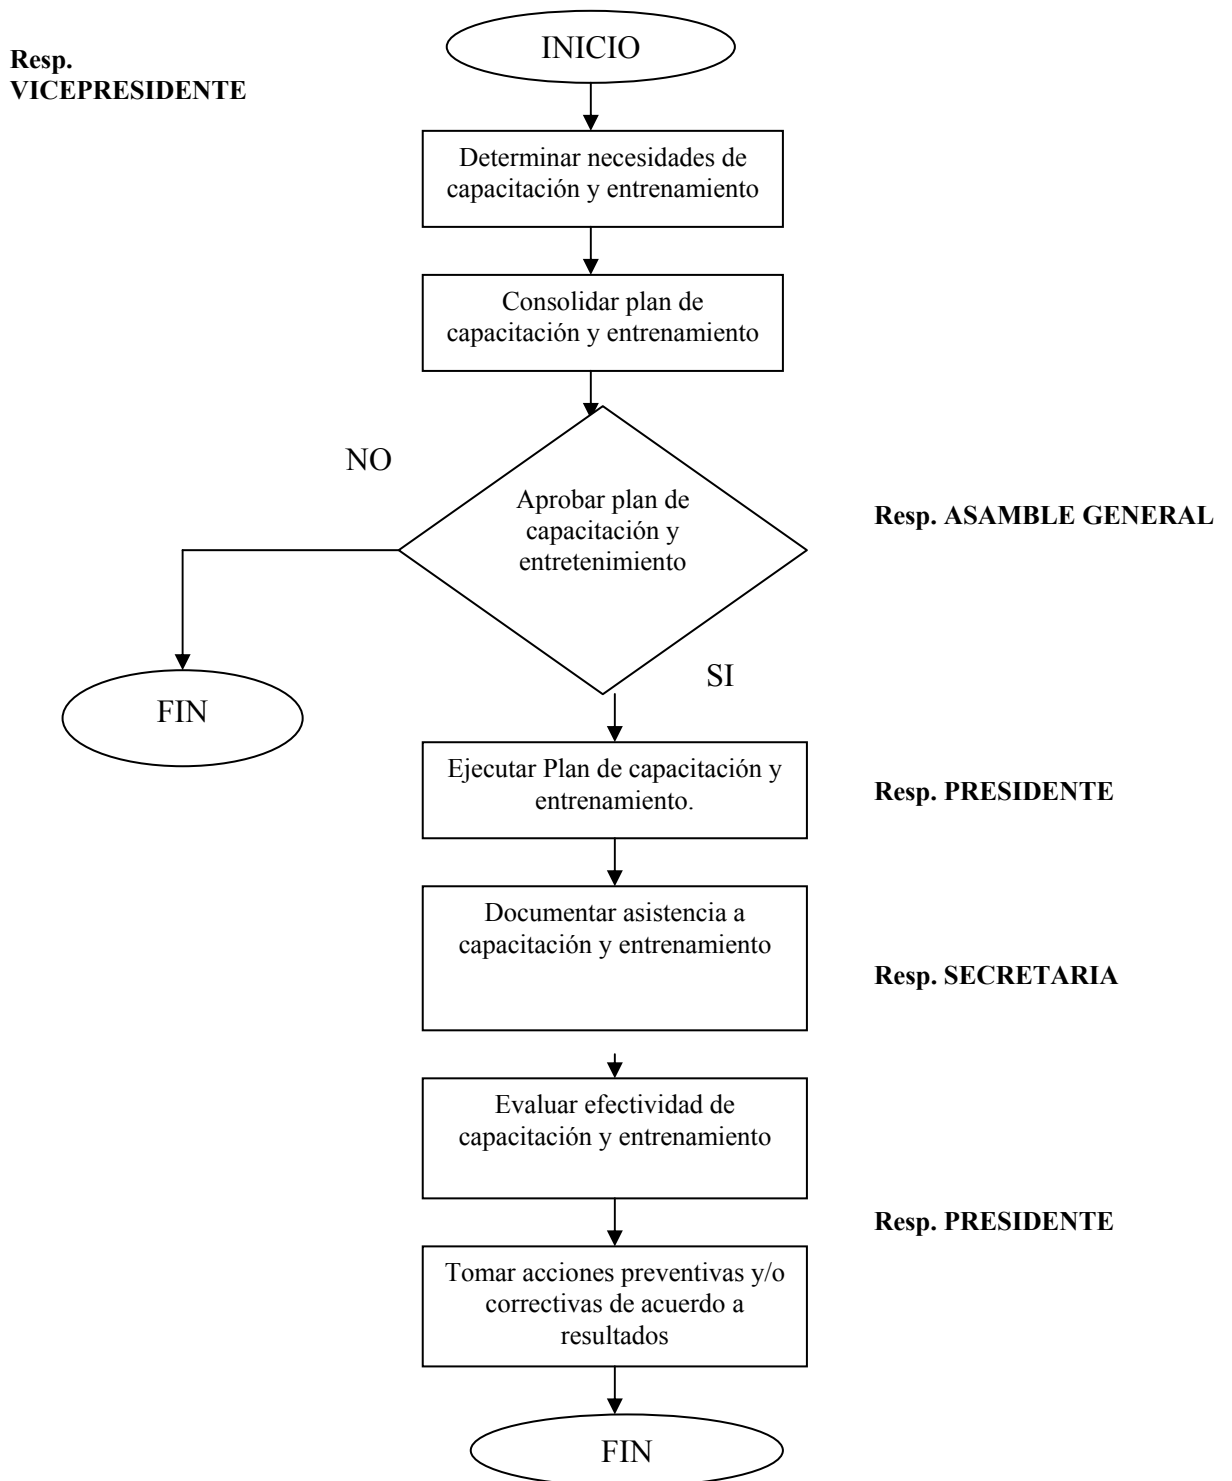 INICIO
Resp.
VICEPRESIDENTE
Determinar necesidades de
capacitación y entrenamiento
Consolidar plan de
capacitación y entrenamiento
NO
Aprobar plan de
capacitación y
entretenimiento
Resp. ASAMBLE GENERAL
SI
FIN
Ejecutar Plan de capacitación y
entrenamiento.
Resp. PRESIDENTE
Documentar asistencia a
capacitación y entrenamiento
Resp. SECRETARIA
Evaluar efectividad de
capacitación y entrenamiento
Resp. PRESIDENTE
Tomar acciones preventivas y/o
correctivas de acuerdo a
resultados
FIN